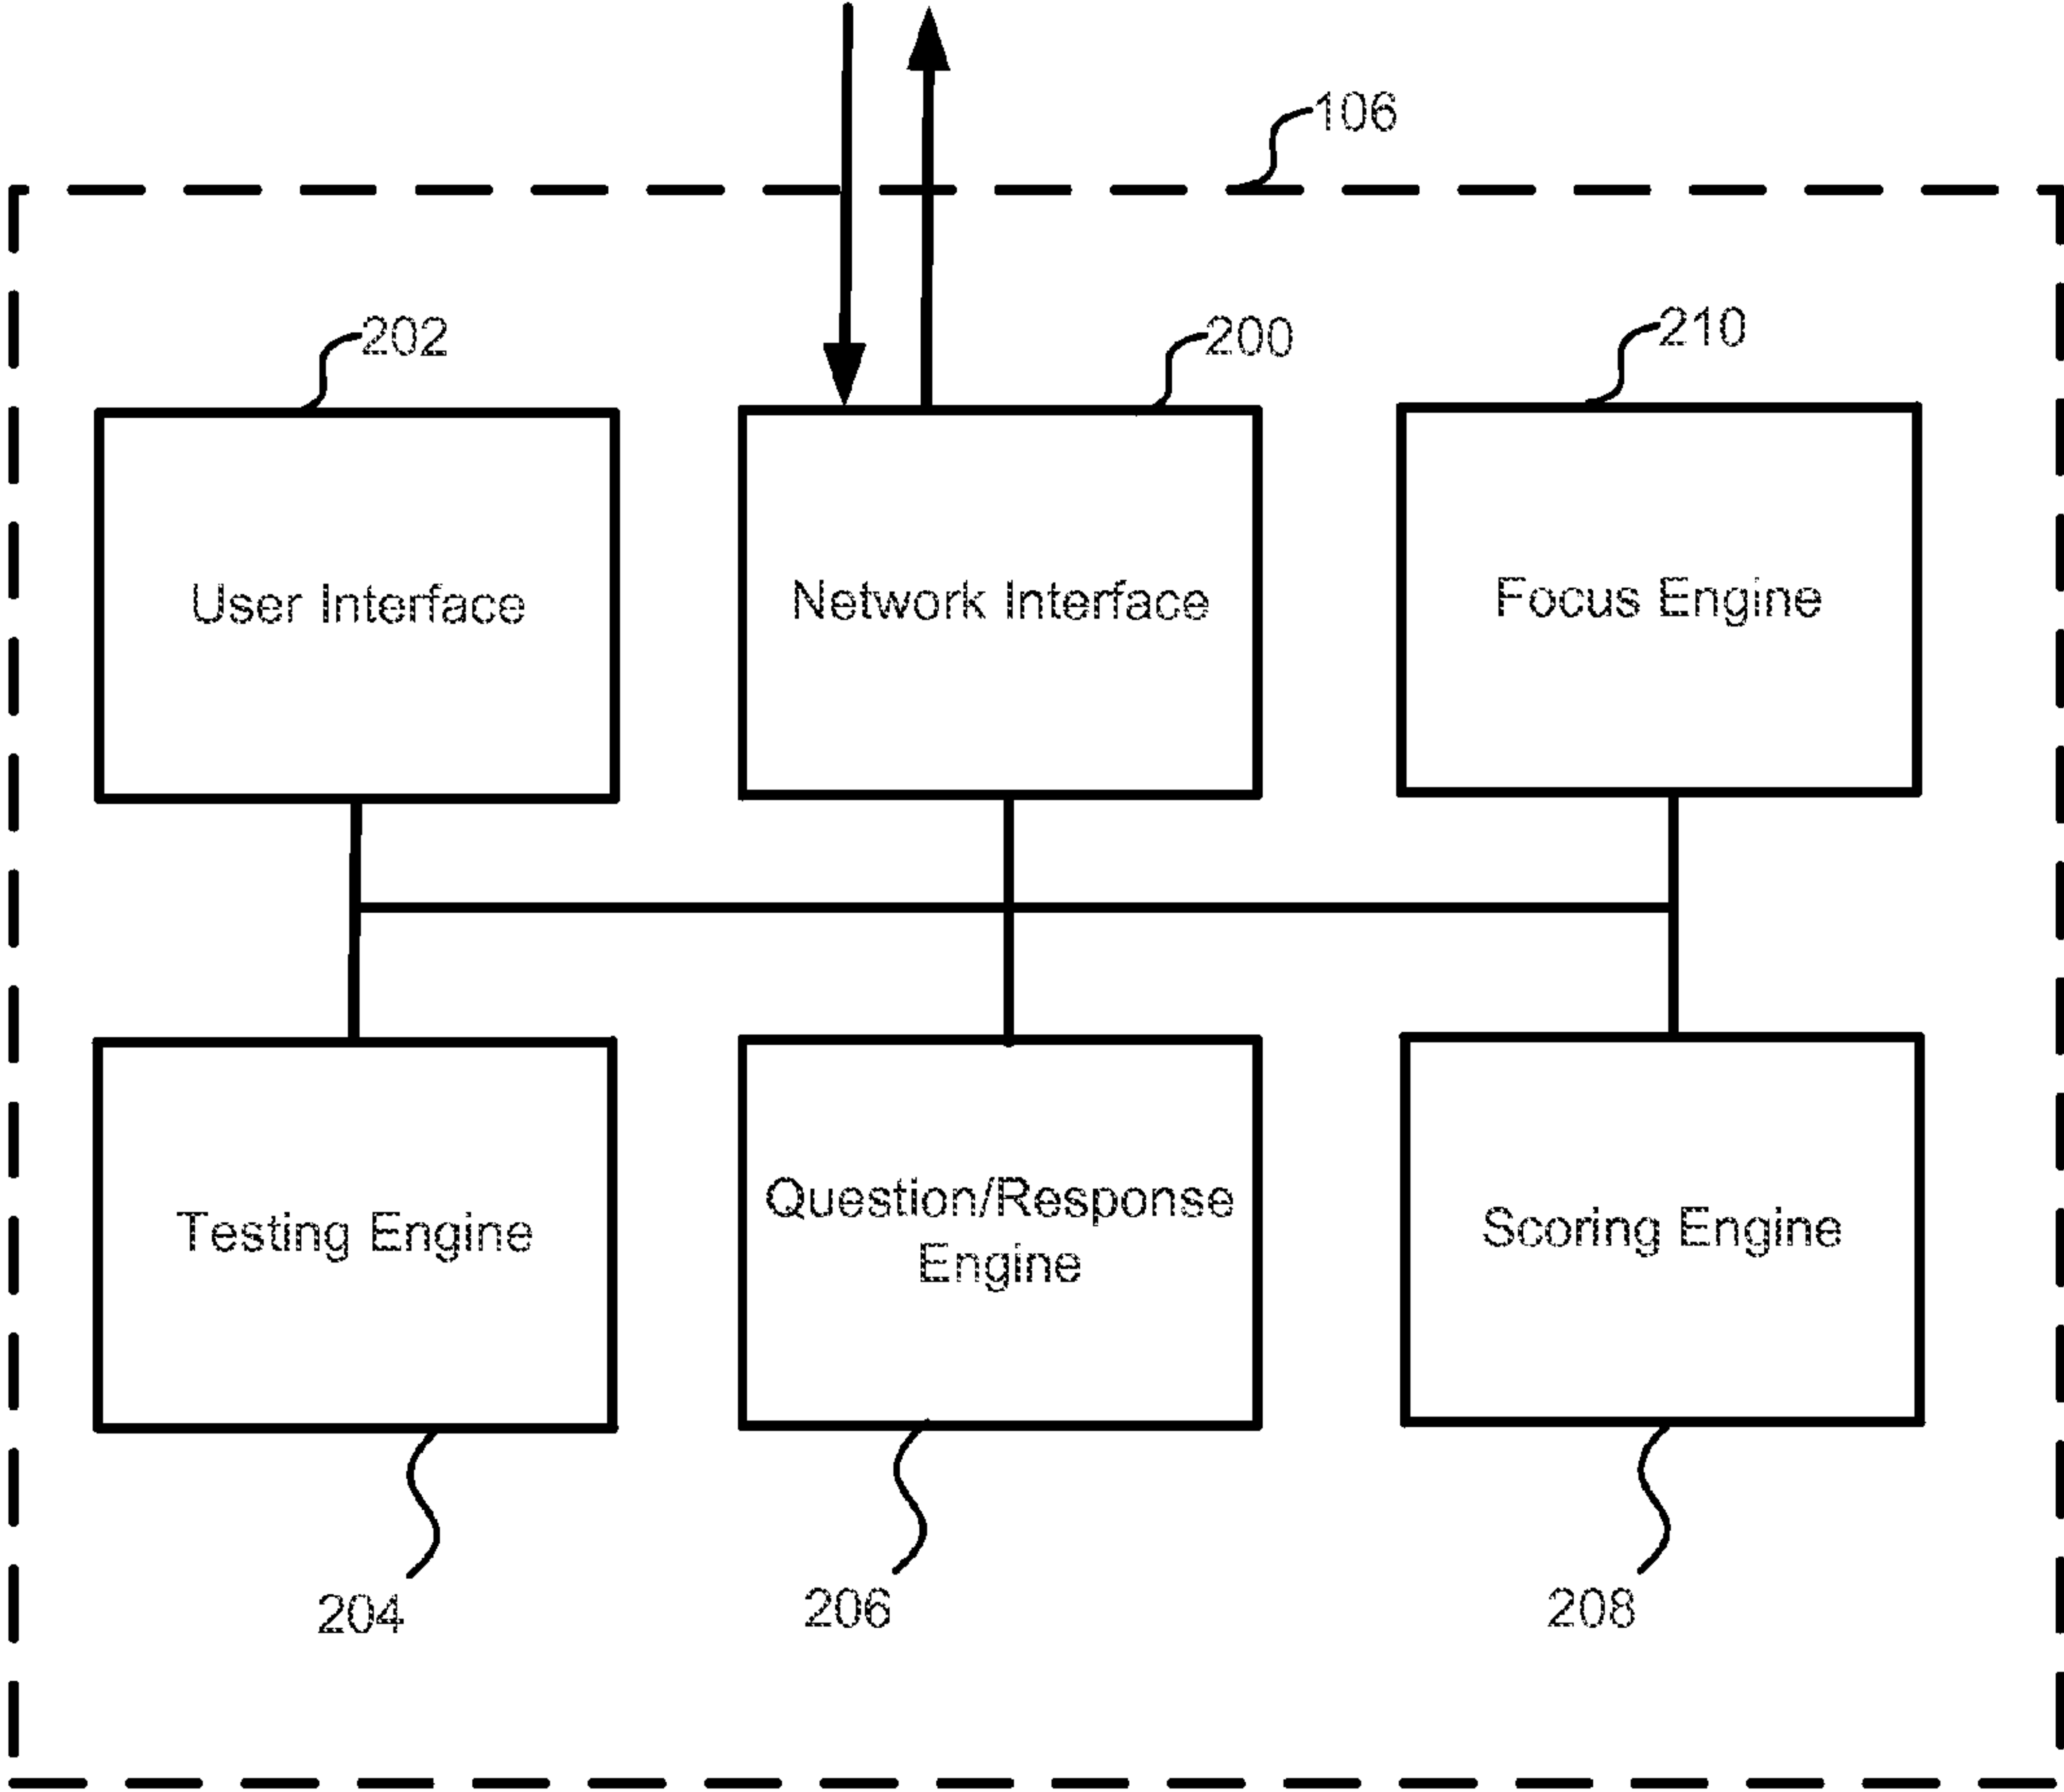 106
202
200
210
User Interface
Network Interface
Focus Engine
Testing Engine
Question/Response
Engine
Scoring Engine
204
206
208